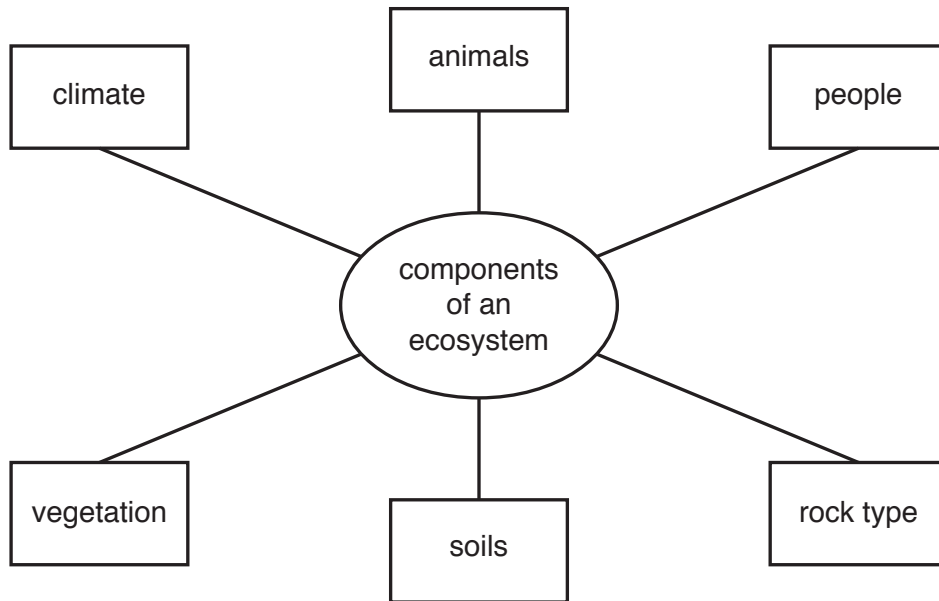 animals
climate
people
components
of an
ecosystem
vegetation
soils
rock type